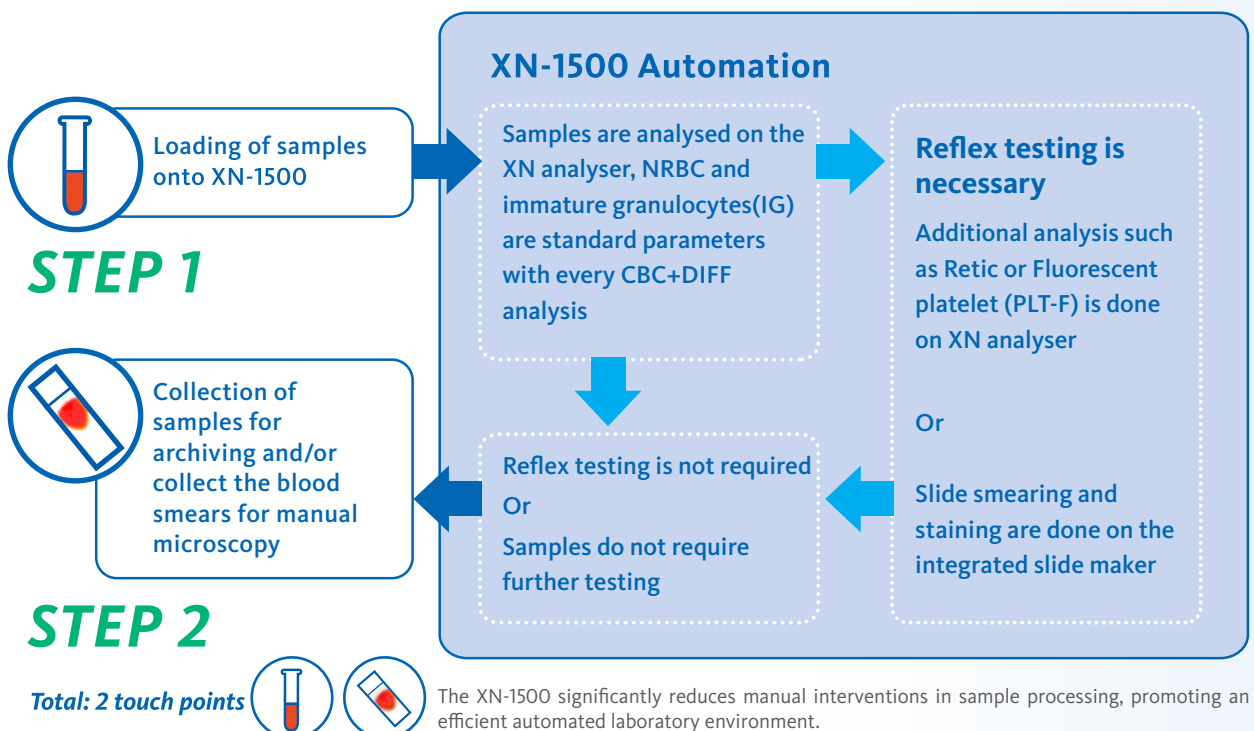 XN-1500 Automation
Loading of samples
onto XN-1500
STEP 1
Samples are analysed on the
XN analyser, NRBC and
immature granulocytes(IG)
are standard parameters
with every CBC+DIFF
analysis
Reflex testing is
necessary
Additional analysis such
as Retic or Fluorescent
platelet (PLT-F) is done
on XN analyser
Or
Slide smearing and
staining are done on the
integrated slide maker
Reflex testing is not required
Or
Samples do not require
further testing
Collection of
samples for
archiving and/or
collect the blood
smears for manual
microscopy
STEP 2
Total: 2 touch points
The XN-1500 significantly reduces manual interventions in sample processing, promoting an
efficient automated laboratory environment.